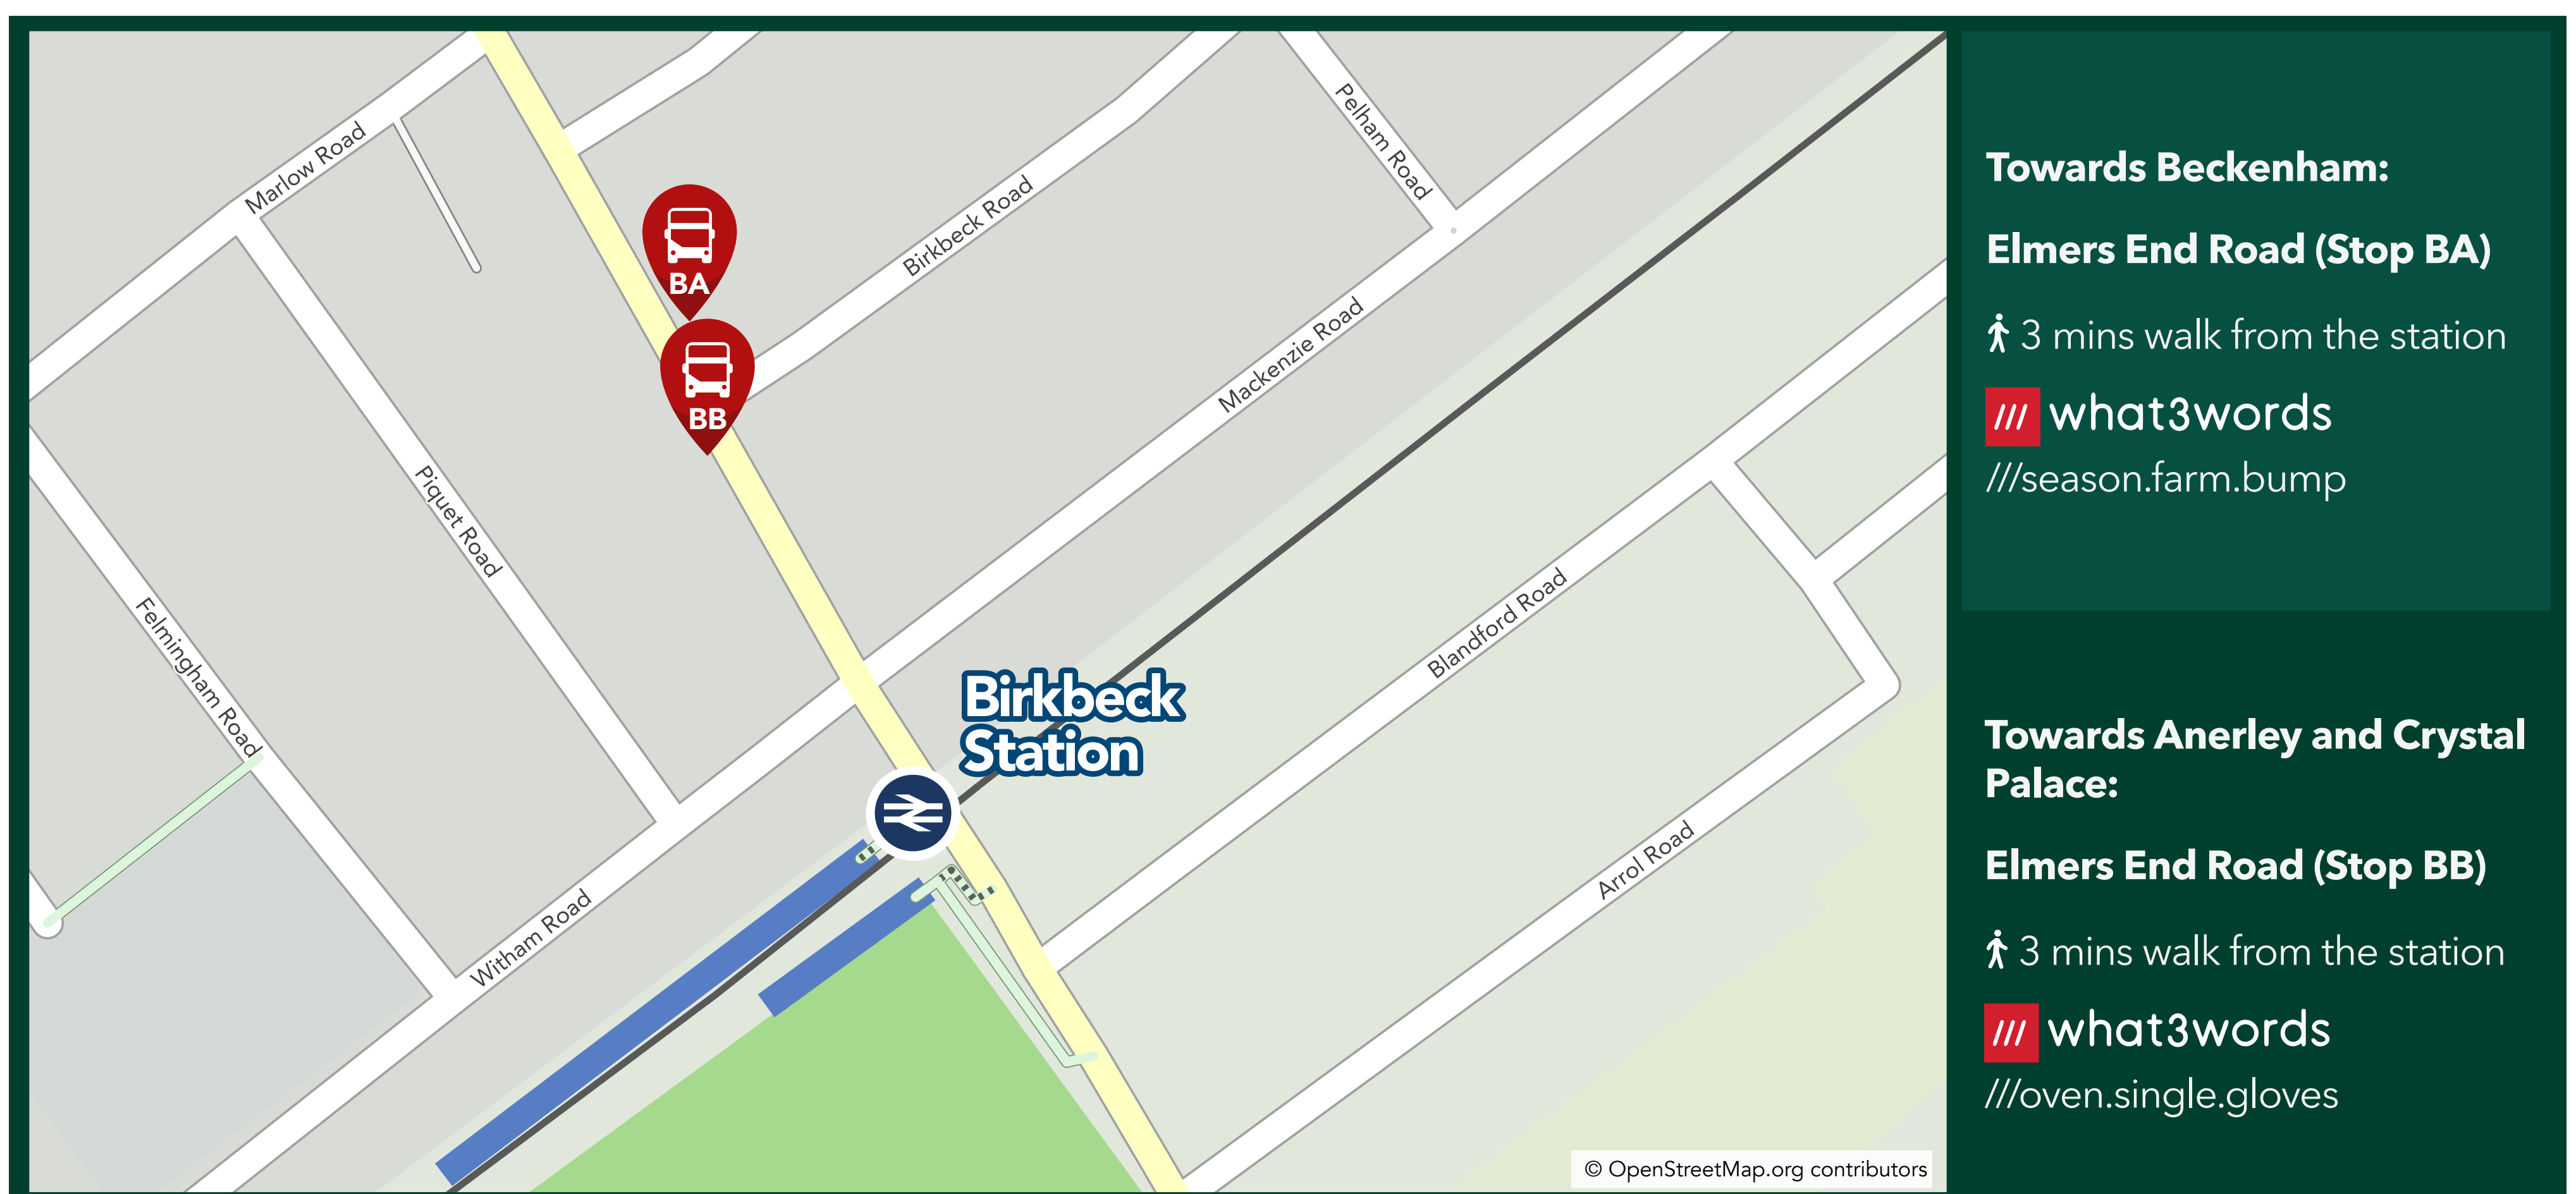 Marlow Road
Pelham Road
Birkbeck Road
BA
BB
Mackenzie Road
Piquet Road
Felmingham Road
Blandford Road
Birkbeck
Station
Arrol Road
Witham Road
© OpenStreetMap.org contributors
Towards Beckenham:
Elmers End Road (Stop BA)
3 mins walk from the station
/// what3words
///season.farm.bump
Towards Anerley and Crystal
Palace:
Elmers End Road (Stop BB)
3 mins walk from the station
/// what3words
///oven.single.gloves